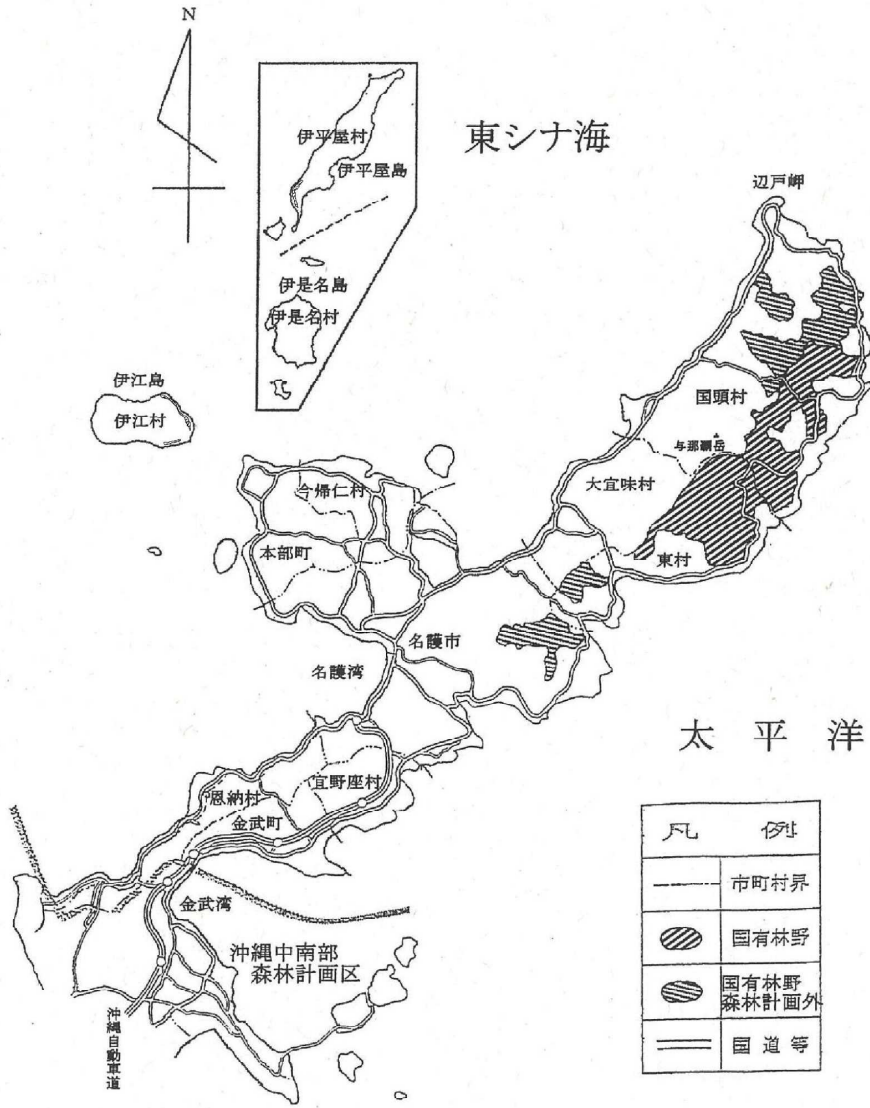 N
東シナ海
伊平屋村
伊平屋島
辺戸岬
伊是名島
伊是名村
伊江島
伊江村
国頭村
与那覇岳
大宜味村
今帰仁村
本部町
東村
名護市
名護湾
太平洋
宜野座村
恩納村
金武町
金武湾
沖縄中南部
森林計画区
沖縄自動車道
凡例
市町村界
国有林野
国有林野
森林計画外
国道等